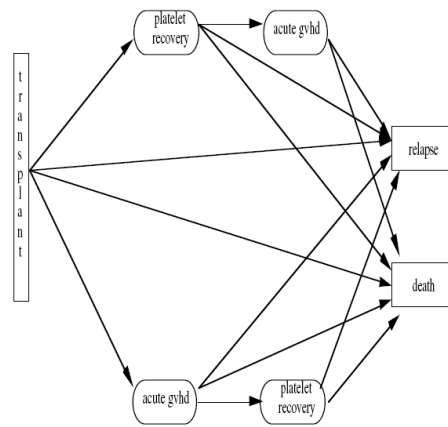 platelet
recovery
acute gvhd
transplant
relapse
death
acute gvhd
platelet
recovery